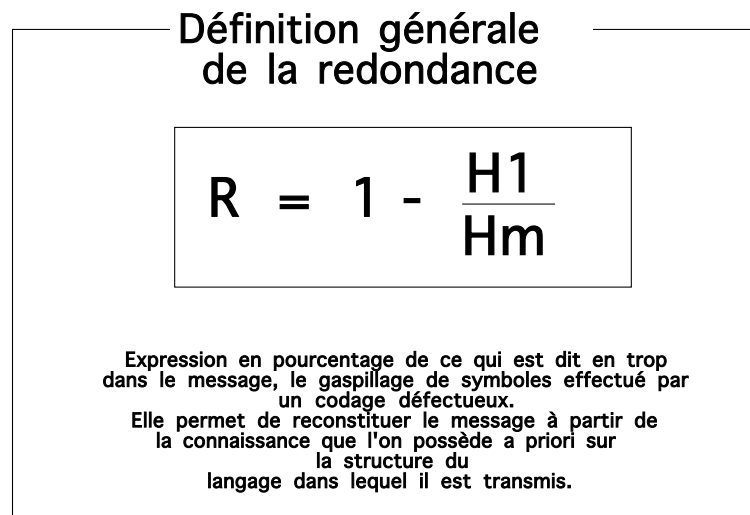 Définition générale
de la redondance
R = 1 - H1
Hm
Expression en pourcentage de ce qui est dit en trop
dans le message, le gaspillage de symboles effectué par
un codage défectueux.
Elle permet de reconstituer le message à partir de
la connaissance que l'on possède a priori sur
la structure du
langage dans lequel il est transmis.